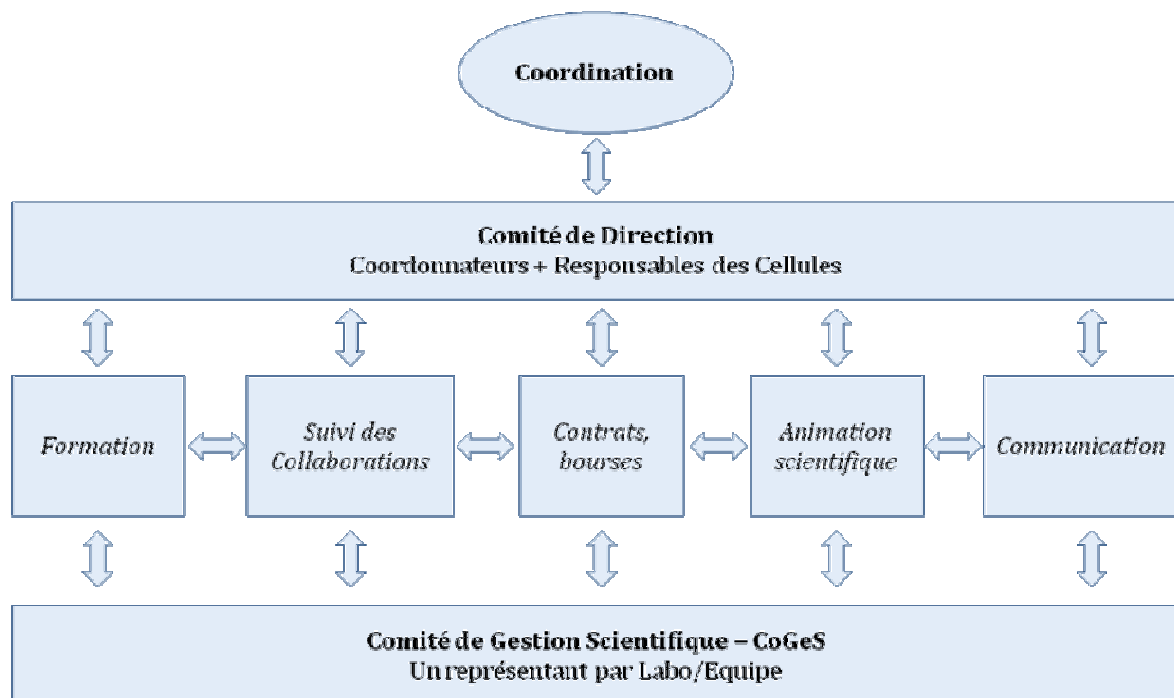 Coordination
Comité de Direction
Coordonnateurs + Responsables des Cellules
Formation
Suivi des
Collaborations
Contrats,
bourses
Animation
scientifique
Communication
Comité de Gestion Scientifique – CoGeS
Un représentant par Labo/Equipe